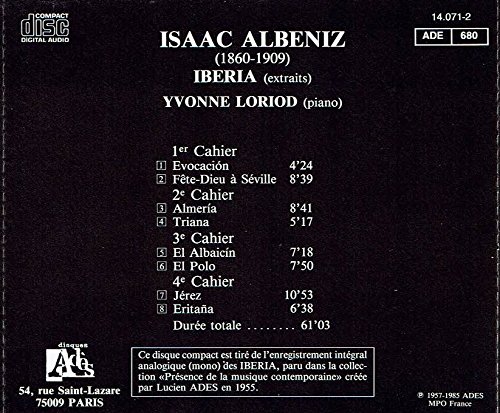 COMPACT
disc
DIGITAL AUDIO
14.071-2
ADE 680
ISAAC ALBENIZ
(1860-1909)
IBERIA (extraits)
YVONNE LORIOD (piano)
1er Cahier
1 Evocación 4'24
2 Fête-Dieu à Séville 8'39
2e Cahier
3 Almería 8'41
4 Triana 5'17
3e Cahier
5 El Albaicín 7'18
6 El Polo 7'50
4e Cahier
7 Jérez 10'53
8 Eritaña 6'38
Durée totale ..... 61'03
disques
Adès
54, rue Saint-Lazare
75009 PARIS
Ce disque compact est tiré de l'enregistrement intégral
analogique (mono) des IBERIA, paru dans la collection
«Présence de la musique contemporaine» créée
par Lucien ADES en 1955.
℗ 1957-1985 ADES
MPO France